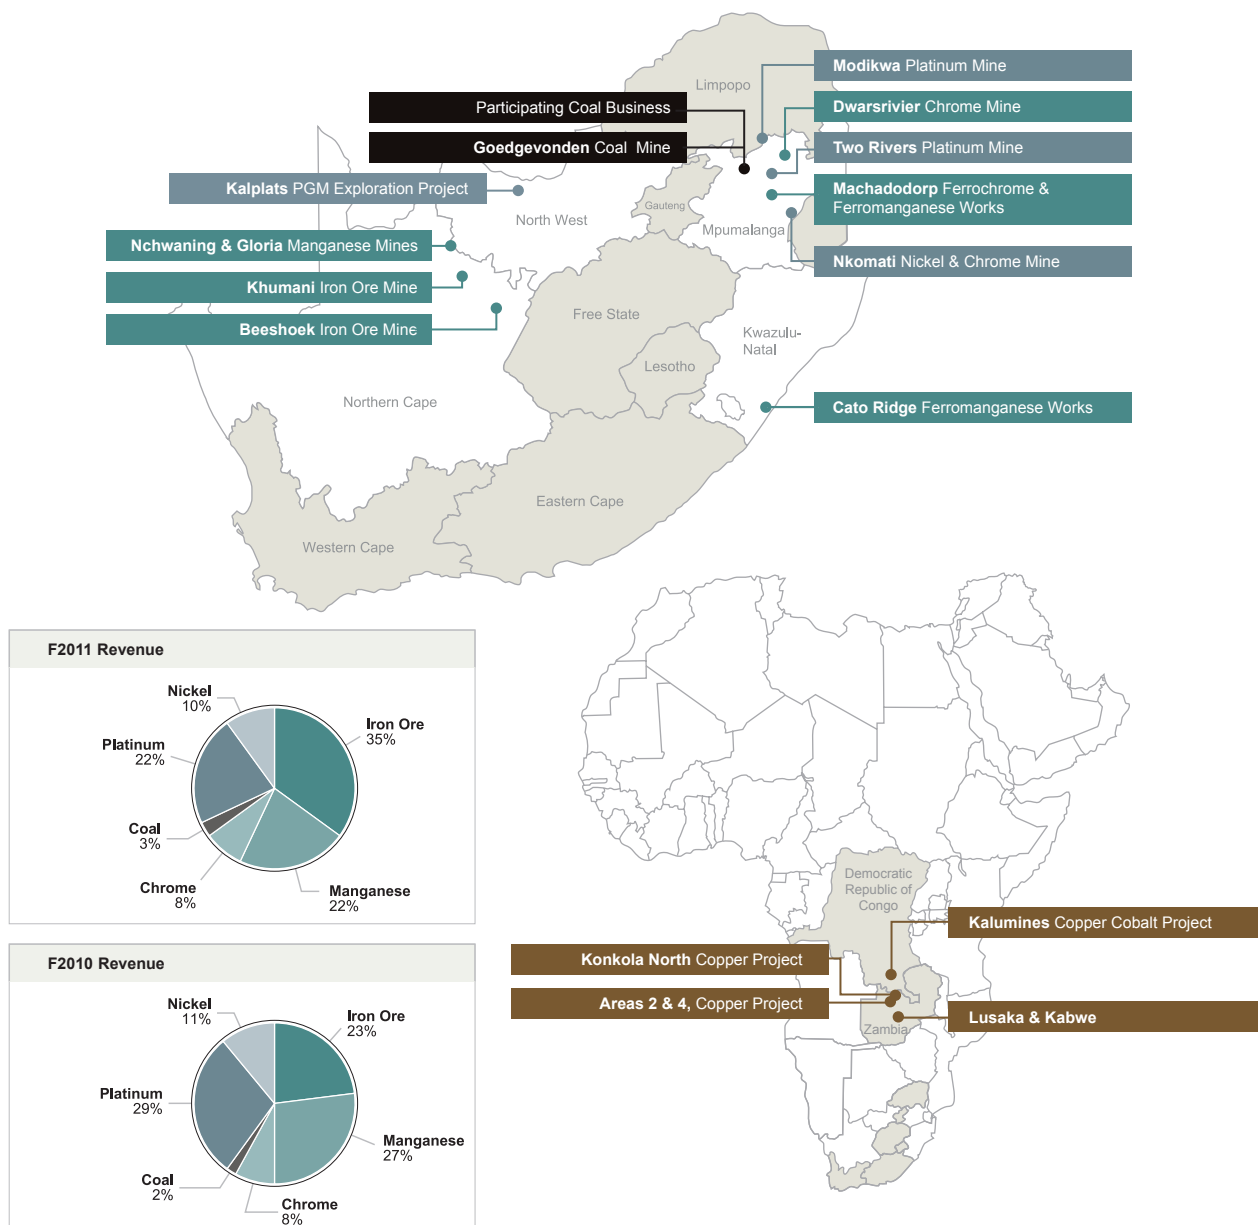 Limpopo
Modikwa Platinum Mine
Participating Coal Business
Dwarsrivier Chrome Mine
Goedgevonden Coal Mine
Two Rivers Platinum Mine
Kalplats PGM Exploration Project
Machadodorp Ferrochrome &
Ferromanganese Works
Gauteng
North West
Mpumalanga
Nchwaning & Gloria Manganese Mines
Nkomati Nickel & Chrome Mine
Khumani Iron Ore Mine
Beeshoek Iron Ore Mine
Free State
Kwazulu-
Natal
Lesotho
Northern Cape
Cato Ridge Ferromanganese Works
Eastern Cape
Western Cape
F2011 Revenue
Nickel
10%
Iron Ore
35%
Platinum
22%
Coal
3%
Chrome
8%
Manganese
22%
F2010 Revenue
Nickel
11%
Iron Ore
23%
Platinum
29%
Manganese
27%
Coal
2%
Chrome
8%
Democratic
Republic of
Congo
Kalumines Copper Cobalt Project
Konkola North Copper Project
Areas 2 & 4, Copper Project
Lusaka & Kabwe
Zambia